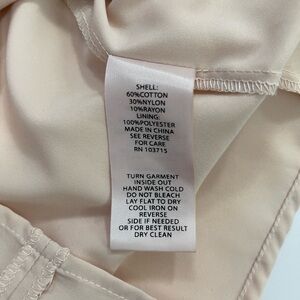 SHELL:
60%COTTON
30%NYLON
10%RAYON
LINING:
100%POLYESTER
MADE IN CHINA
SEE REVERSE
FOR CARE
RN 103715
TURN GARMENT
INSIDE OUT
HAND WASH COLD
DO NOT BLEACH
LAY FLAT TO DRY
COOL IRON ON
REVERSE
SIDE IF NEEDED
OR FOR BEST RESULT
DRY CLEAN